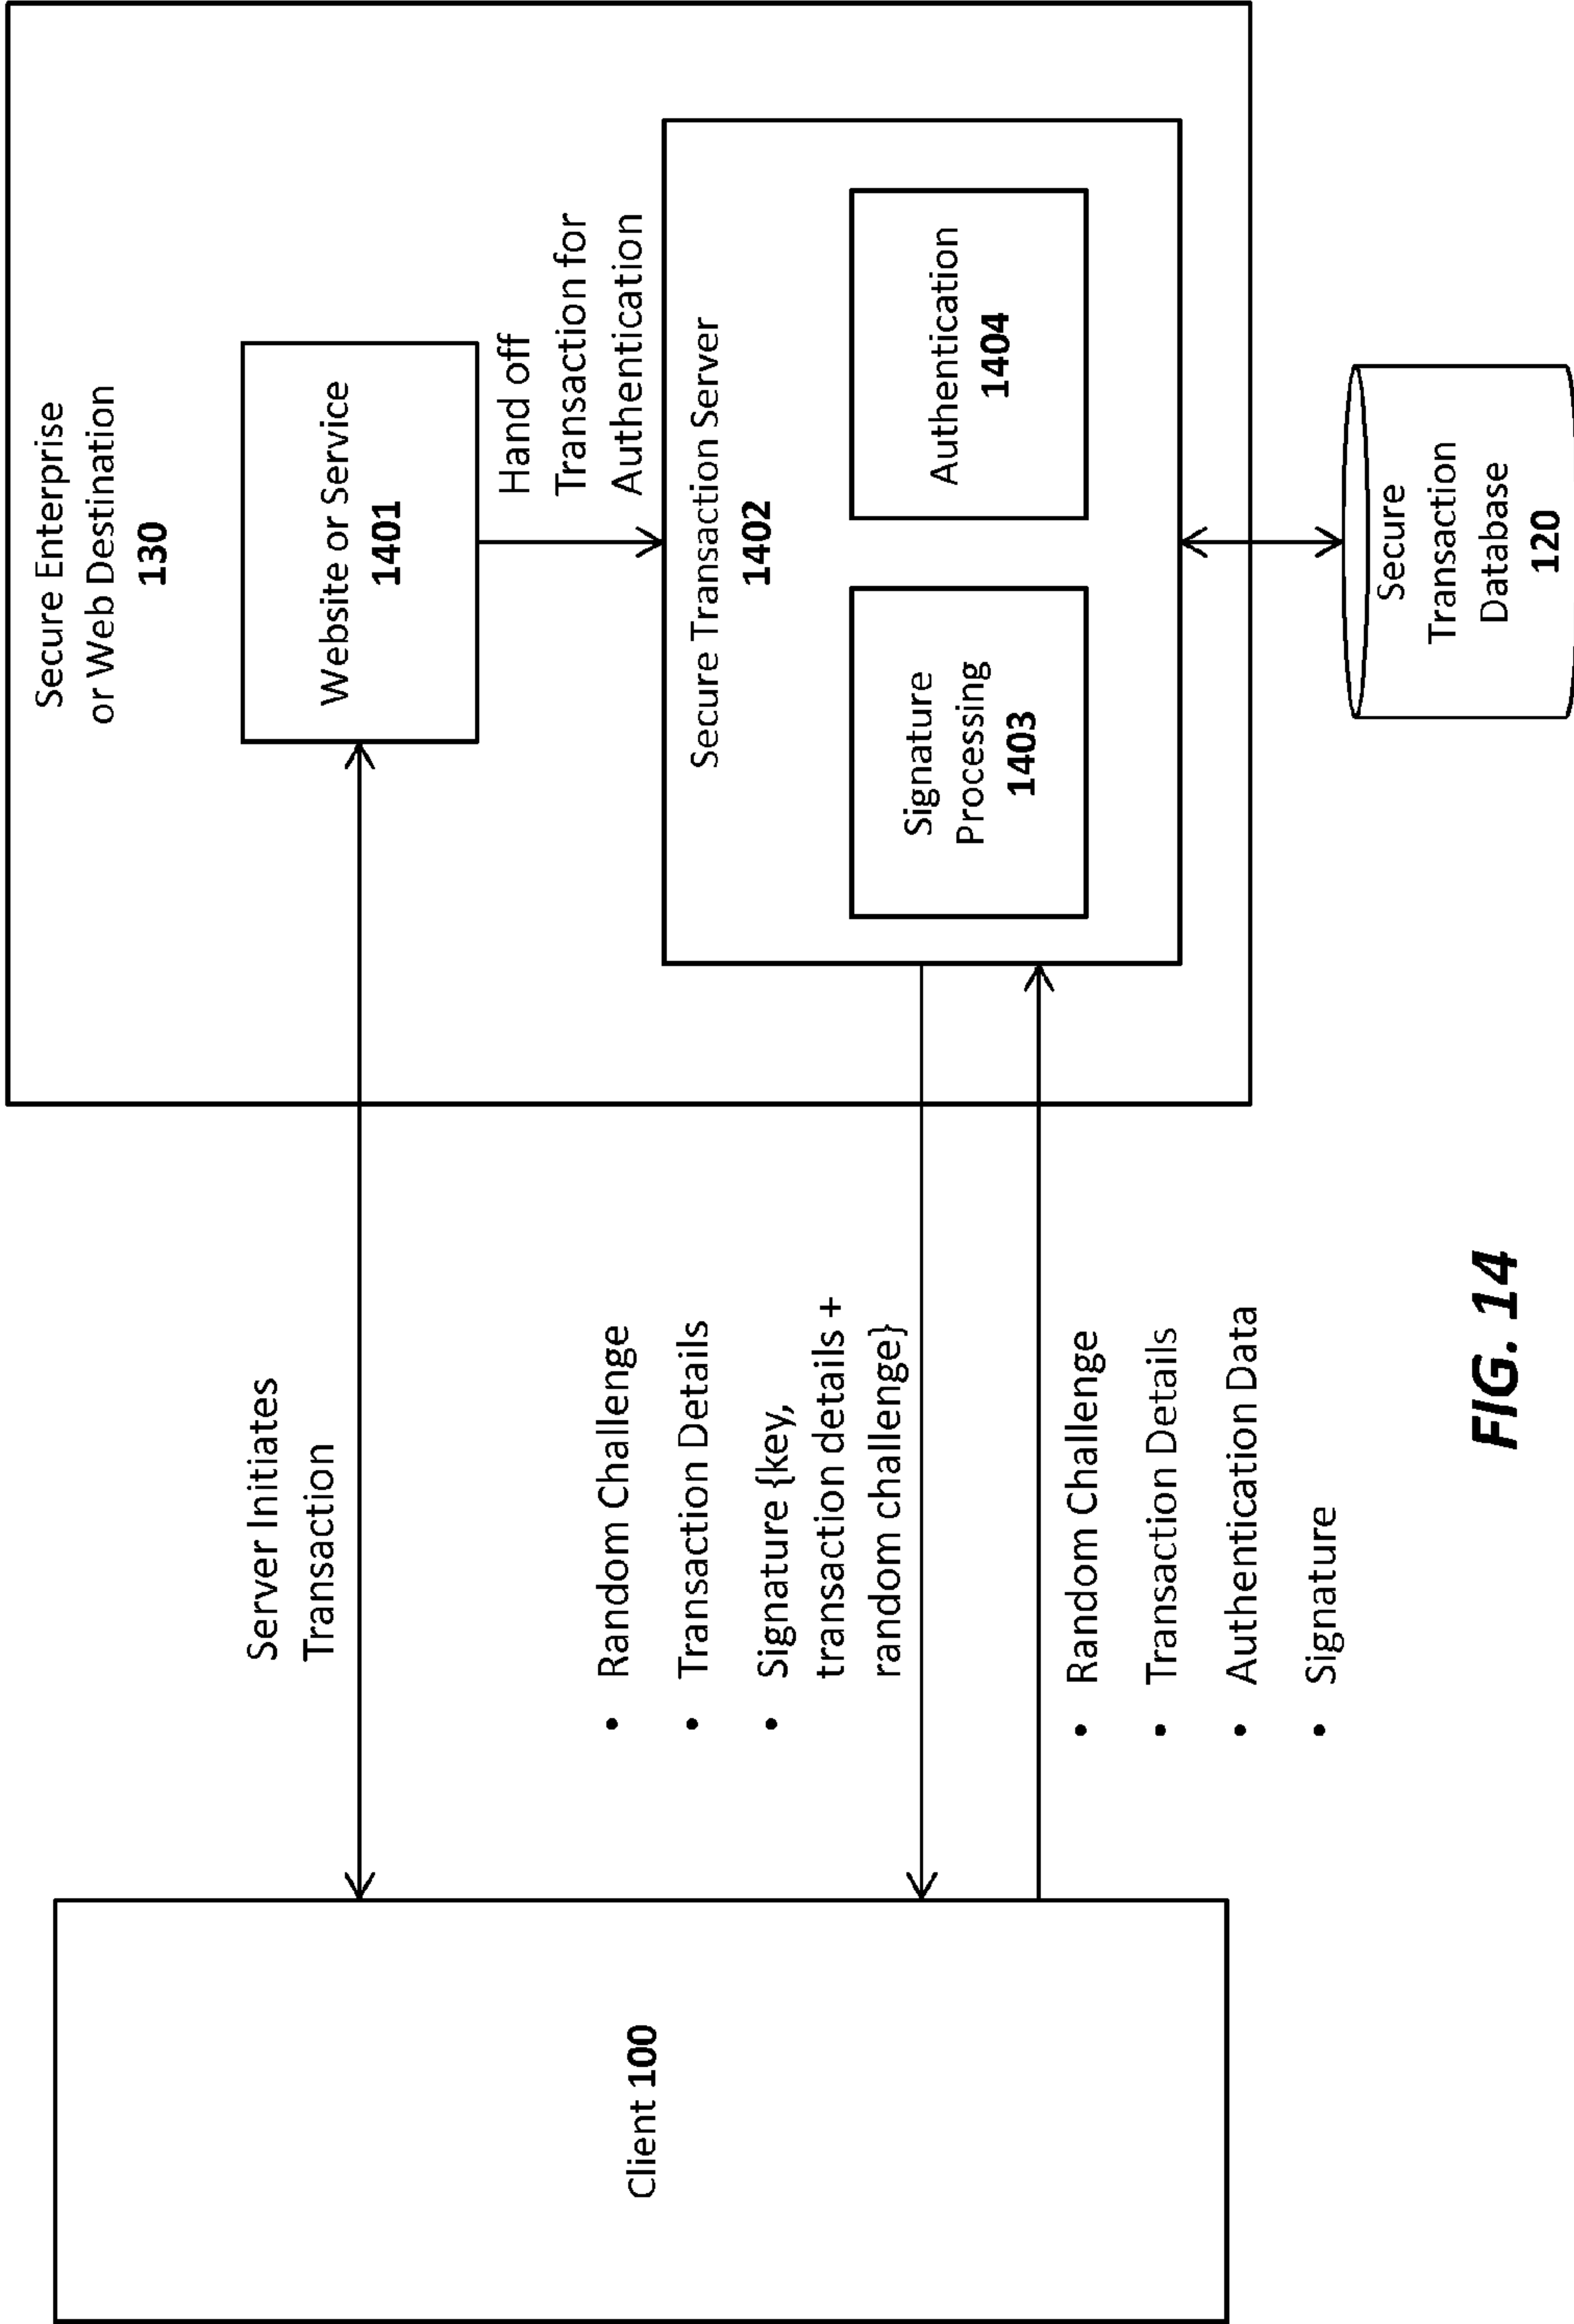 Client 100
Server Initiates
Transaction
• Random Challenge
• Transaction Details
• Signature {key,
transaction details +
random challenge}
• Random Challenge
• Transaction Details
• Authentication Data
• Signature
Secure Enterprise
or Web Destination
130
Website or Service
1401
Hand off
Transaction for
Authentication
Secure Transaction Server
1402
Signature
Processing
1403
Authentication
1404
Secure
Transaction
Database
120
FIG. 14